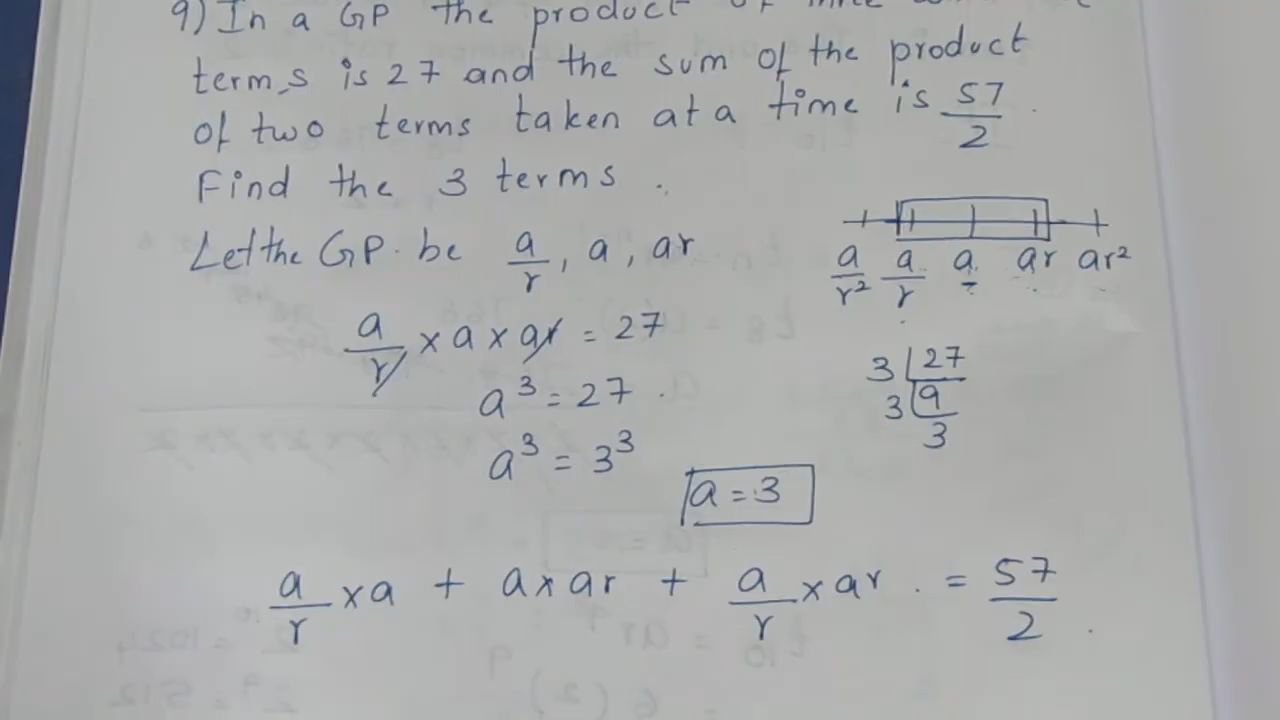 9) In a GP the product of
terms is 27 and the sum of the product
of two terms taken at a time is 57/2.
Find the 3 terms.
Let the GP. be a/r, a, ar
a/r² a/r a ar ar²
a/r × a × ar = 27
3 | 27
a³ = 27.
3 | 9
3
a³ = 3³
a = 3
a/r × a + a × ar + a/r × ar. = 57/2.